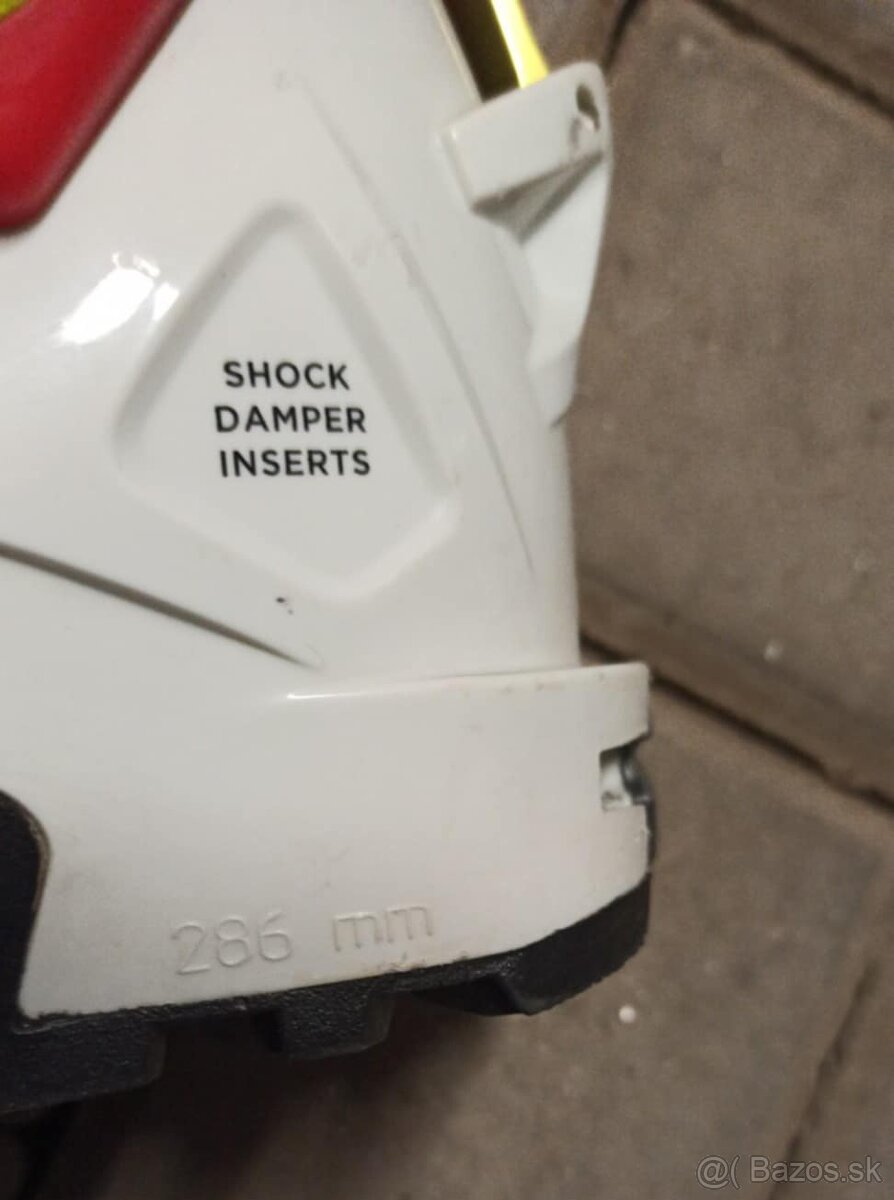 SHOCK
DAMPER
INSERTS
286 mm
@( Bazos.sk